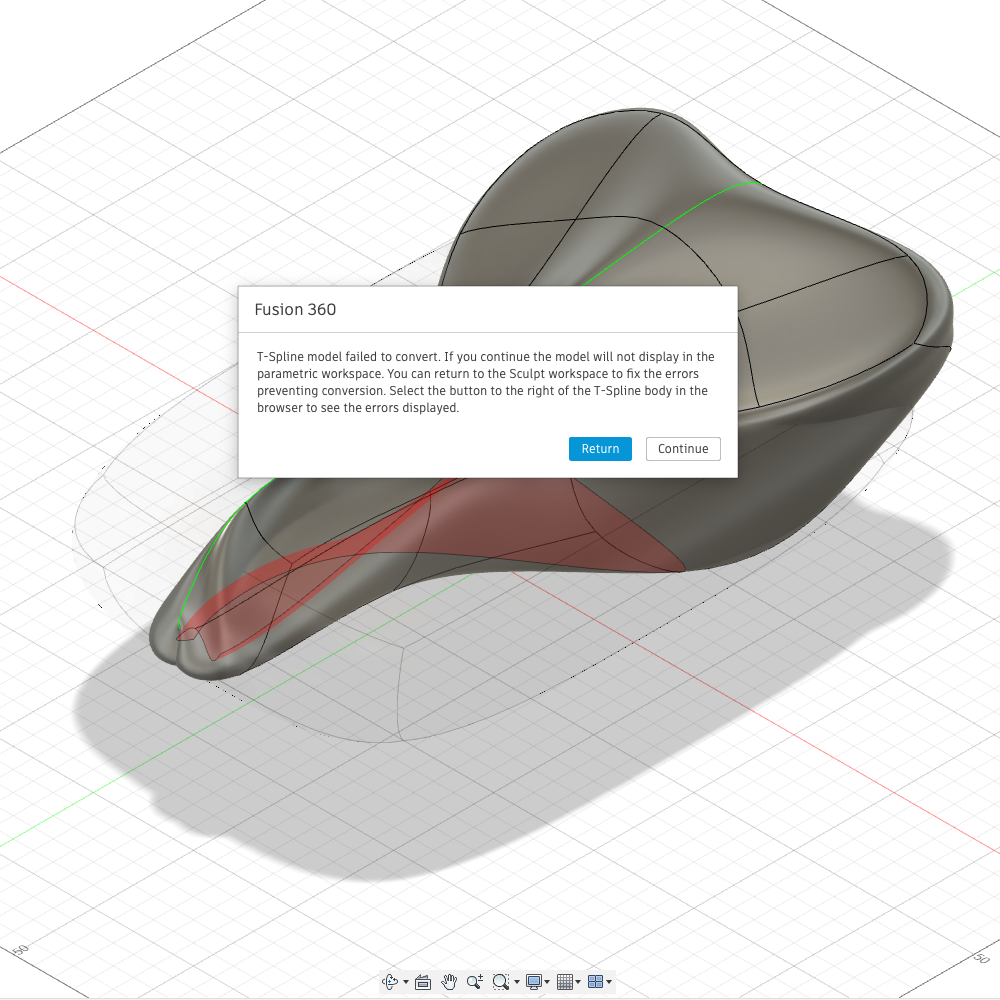 Fusion 360
T-Spline model failed to convert. If you continue the model will not display in the
parametric workspace. You can return to the Sculpt workspace to fix the errors
preventing conversion. Select the button to the right of the T-Spline body in the
browser to see the errors displayed.
Return
Continue
50
50